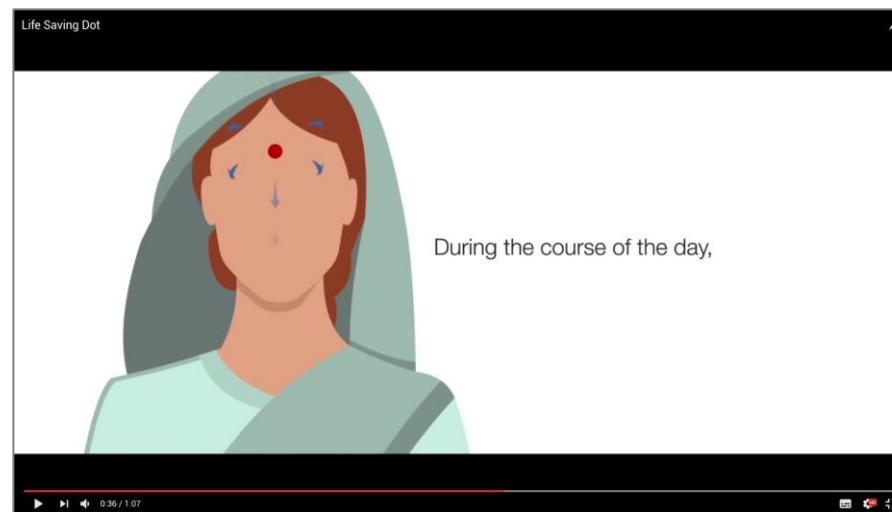 Life Saving Dot
During the course of the day,
0:36 / 1:07